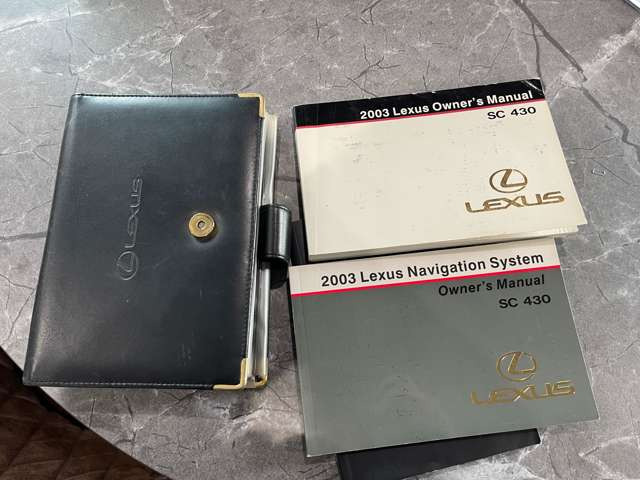 LEXUS
2003 Lexus Owner's Manual
SC 430
LEXUS
2003 Lexus Navigation System
Owner's Manual
SC 430
LEXUS